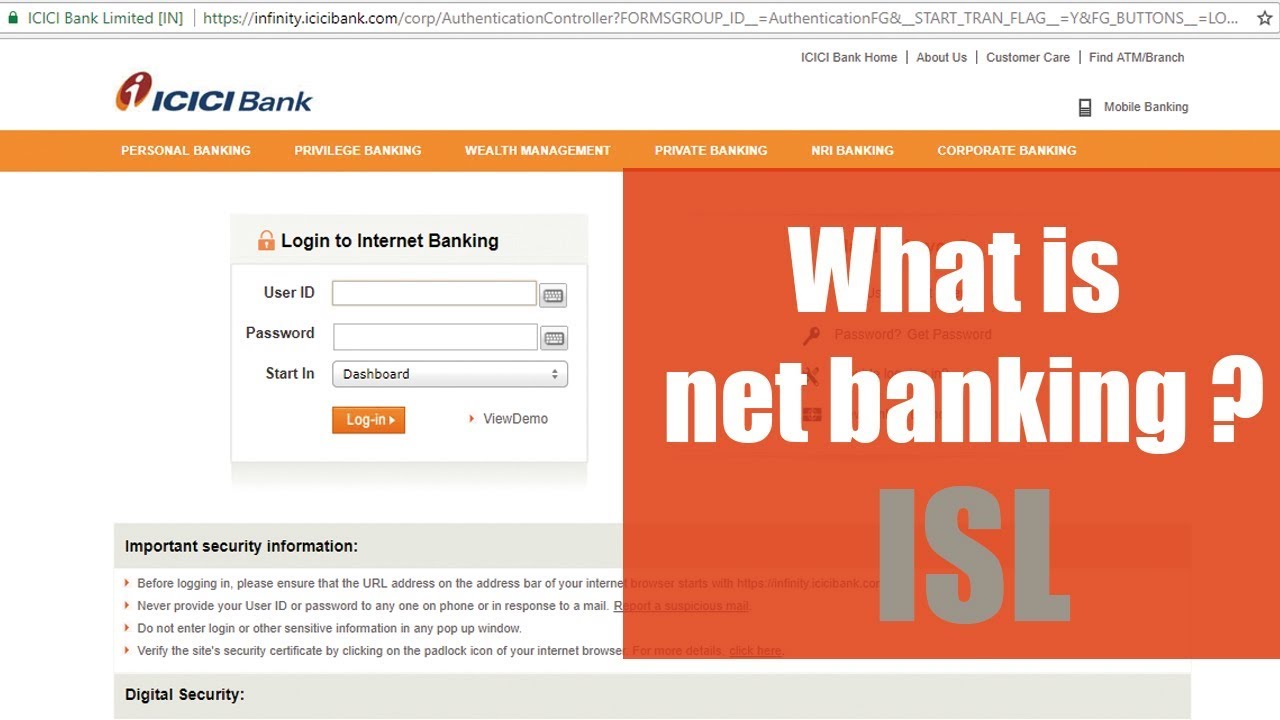 ICICI Bank Limited [IN]
https://infinity.icicibank.com/corp/AuthenticationController?FORMSGROUP_ID__=AuthenticationFG&__START_TRAN_FLAG__=Y&FG_BUTTONS__=LO...
ICICI Bank Home | About Us | Customer Care | Find ATM/Branch
i ICICI Bank
Mobile Banking
PERSONAL BANKING PRIVILEGE BANKING WEALTH MANAGEMENT PRIVATE BANKING NRI BANKING CORPORATE BANKING
Login to Internet Banking
User ID
Password
Start In Dashboard
Log-in ViewDemo
What is
Password? Get Password
net banking ?
ISL
Important security information:
Before logging in, please ensure that the URL address on the address bar of your internet browser starts with https://infinity.icicibank.co
Never provide your User ID or password to any one on phone or in response to a mail. Report a suspicious mail.
Do not enter login or other sensitive information in any pop up window.
Verify the site's security certificate by clicking on the padlock icon of your internet browser. For more details, click here.
Digital Security: